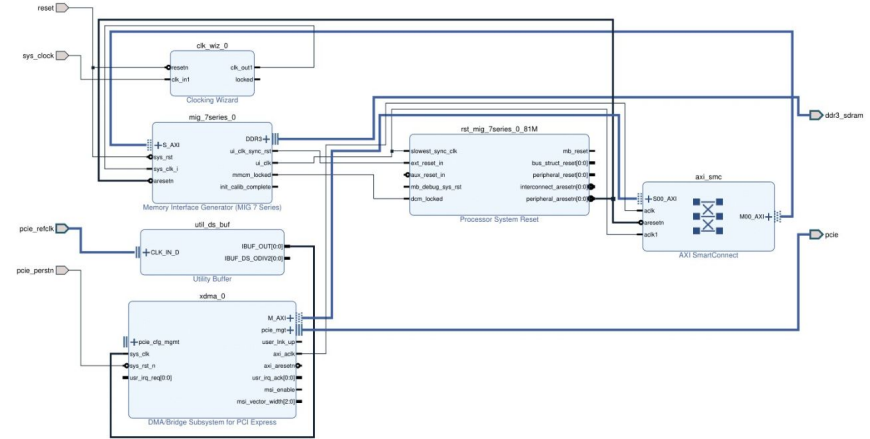 reset
sys_clock
clk_wiz_0
resetn
clk_in1
clk_out1
locked
Clocking Wizard
mig_7series_0
S_AXI
sys_rst
sys_clk_i
aresetn
DDR3
ui_clk_sync_rst
ui_clk
mmcm_locked
init_calib_complete
Memory Interface Generator (MIG 7 Series)
rst_mig_7series_0_81M
slowest_sync_clk
ext_reset_in
aux_reset_in
mb_debug_sys_rst
dcm_locked
mb_reset
bus_struct_reset[0:0]
peripheral_reset[0:0]
interconnect_aresetn[0:0]
peripheral_aresetn[0:0]
Processor System Reset
axi_smc
S00_AXI
aclk
aresetn
aclk1
M00_AXI
AXI SmartConnect
ddr3_sdram
pcie
pcie_refclk
pcie_perstn
util_ds_buf
CLK_IN_D
IBUF_OUT[0:0]
IBUF_DS_ODIV2[0:0]
Utility Buffer
xdma_0
pcie_cfg_mgmt
sys_clk
sys_rst_n
usr_irq_req[0:0]
M_AXI
pcie_mgt
user_lnk_up
axi_aclk
axi_aresetn
usr_irq_ack[0:0]
msi_enable
msi_vector_width[2:0]
DMA/Bridge Subsystem for PCI Express